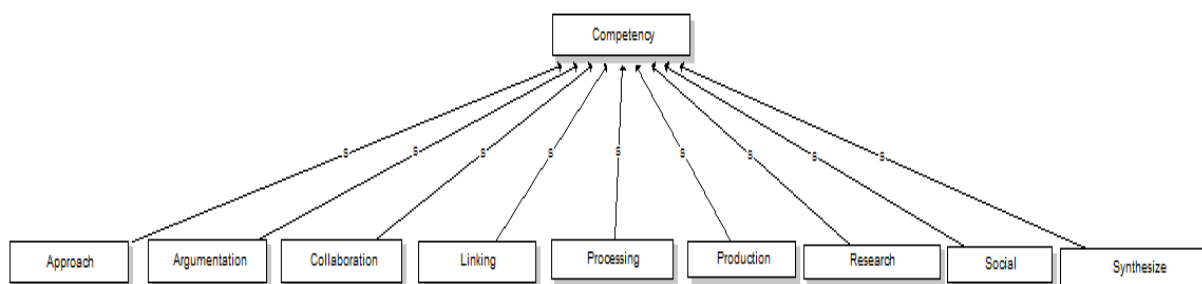 Competency
s s s s s s s s s
Approach Argumentation Collaboration Linking Processing Production Research Social Synthesize